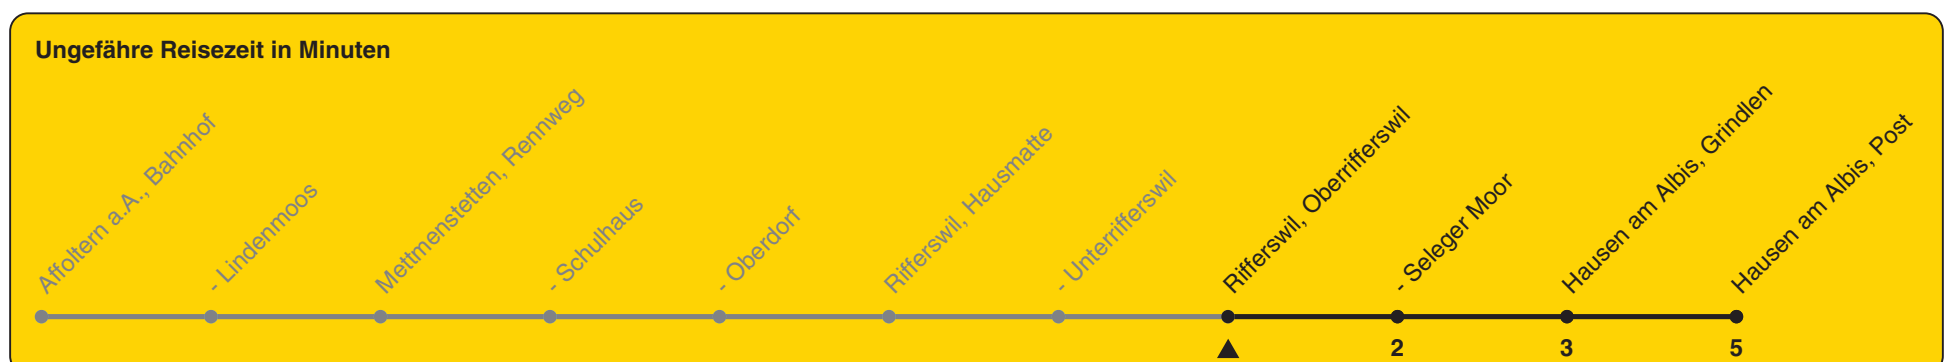 Ungefähre Reisezeit in Minuten
Affoltern a.A., Bahnhof
- Lindenmoos
Mettmenstetten, Rennweg
- Schulhaus
- Oberdorf
Rifferswil, Hausmatte
- Unterrifferswil
Rifferswil, Oberrifferswil
- Seleger Moor
Hausen am Albis, Grindlen
Hausen am Albis, Post
2 3 5